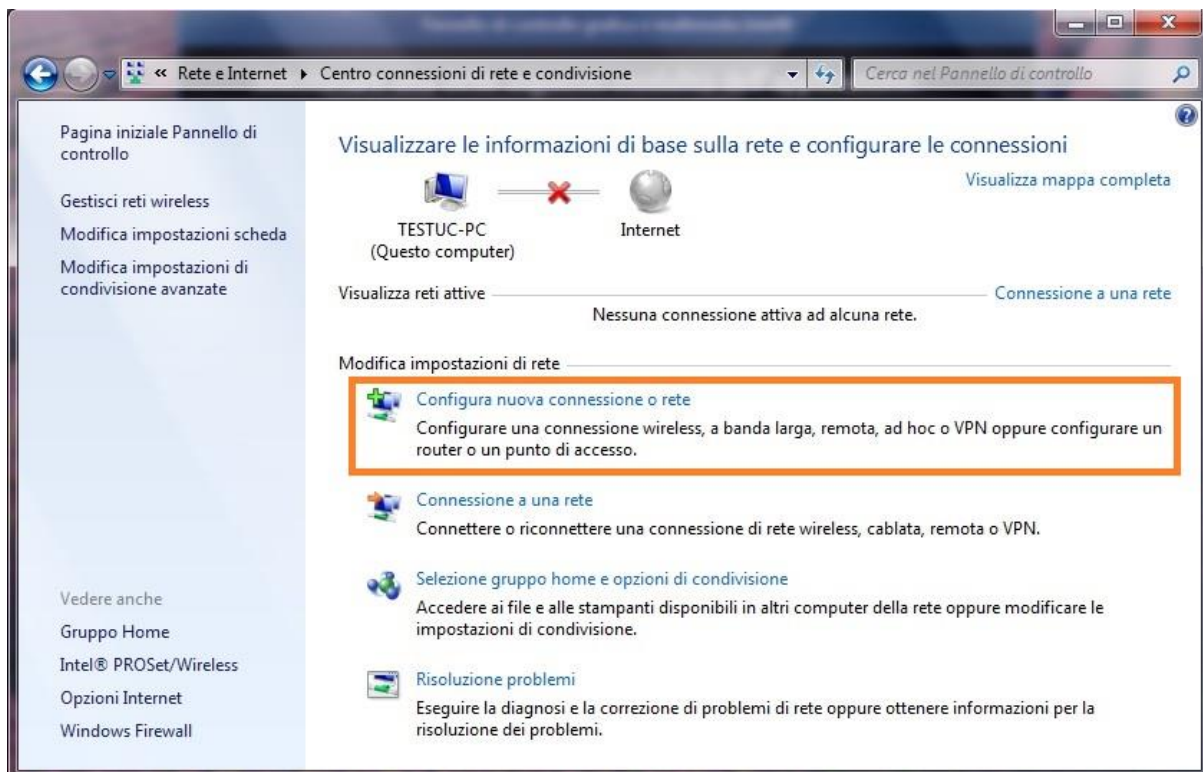 « Rete e Internet ▸ Centro connessioni di rete e condivisione
Cerca nel Pannello di controllo
Pagina iniziale Pannello di
controllo
Gestisci reti wireless
Modifica impostazioni scheda
Modifica impostazioni di
condivisione avanzate
Vedere anche
Gruppo Home
Intel® PROSet/Wireless
Opzioni Internet
Windows Firewall
Visualizzare le informazioni di base sulla rete e configurare le connessioni
Visualizza mappa completa
TESTUC-PC
(Questo computer)
Internet
Visualizza reti attive
Connessione a una rete
Nessuna connessione attiva ad alcuna rete.
Modifica impostazioni di rete
Configura nuova connessione o rete
Configurare una connessione wireless, a banda larga, remota, ad hoc o VPN oppure configurare un
router o un punto di accesso.
Connessione a una rete
Connettere o riconnettere una connessione di rete wireless, cablata, remota o VPN.
Selezione gruppo home e opzioni di condivisione
Accedere ai file e alle stampanti disponibili in altri computer della rete oppure modificare le
impostazioni di condivisione.
Risoluzione problemi
Eseguire la diagnosi e la correzione di problemi di rete oppure ottenere informazioni per la
risoluzione dei problemi.